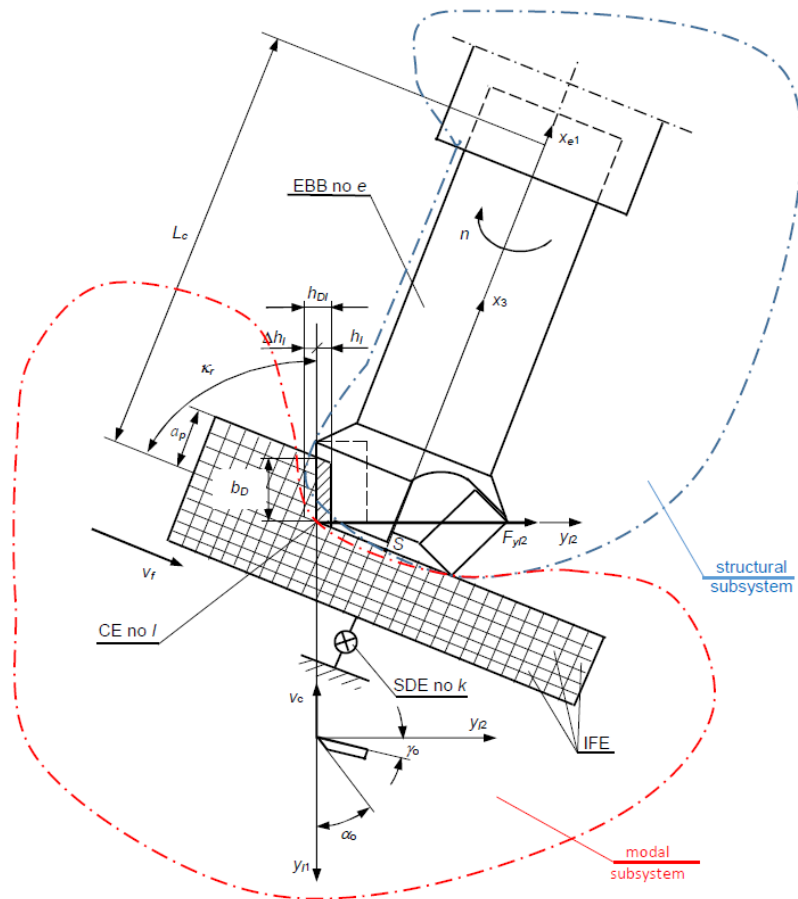 x_e1
EBB no e
n
L_c
h_Dl
x_3
Δh_l
h_l
κ_r
a_p
b_D
S
F_yl2
y_l2
v_f
structural
subsystem
CE no l
SDE no k
v_c
y_l2
IFE
γ_o
α_o
modal
subsystem
y_l1